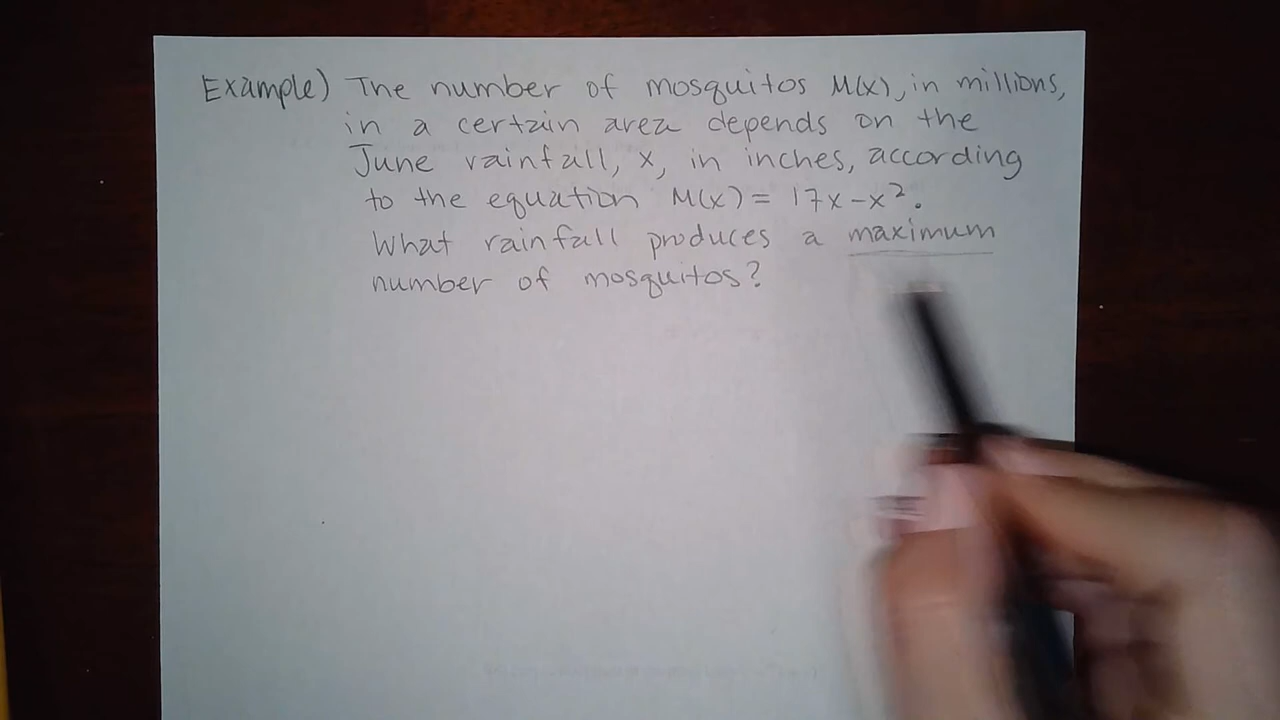 Example) The number of mosquitos M(x), in millions,
in a certain area depends on the
June rainfall, x, in inches, according
to the equation M(x) = 17x - x².
What rainfall produces a maximum
number of mosquitos?